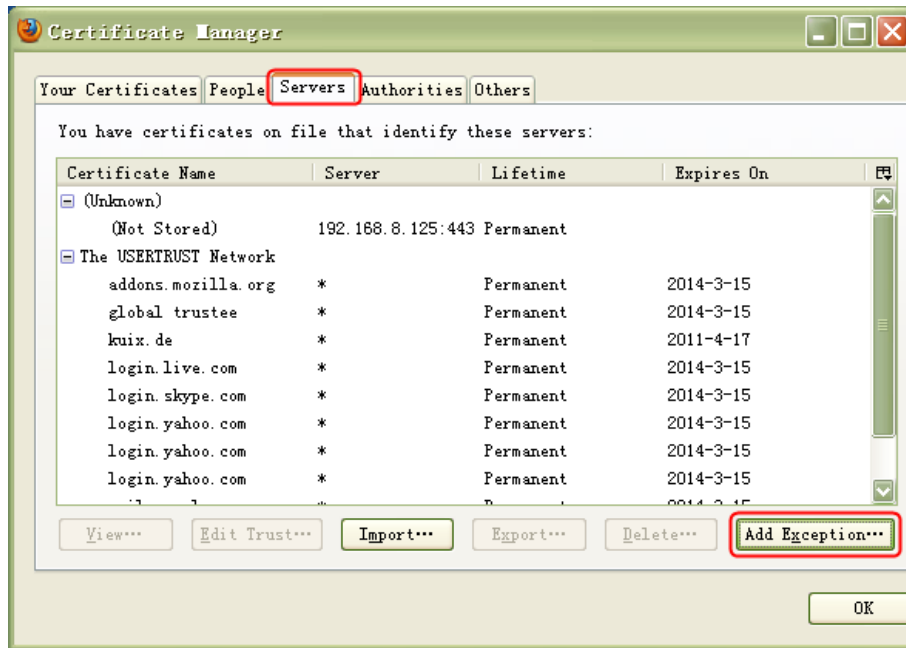 Certificate Manager
Your Certificates People Servers Authorities Others
You have certificates on file that identify these servers:
Certificate Name Server Lifetime Expires On
(Unknown)
(Not Stored) 192.168.8.125:443 Permanent
The USERTRUST Network
addons.mozilla.org * Permanent 2014-3-15
global trustee * Permanent 2014-3-15
kuix.de * Permanent 2011-4-17
login.live.com * Permanent 2014-3-15
login.skype.com * Permanent 2014-3-15
login.yahoo.com * Permanent 2014-3-15
login.yahoo.com * Permanent 2014-3-15
login.yahoo.com * Permanent 2014-3-15
View... Edit Trust... Import... Export... Delete... Add Exception...
OK